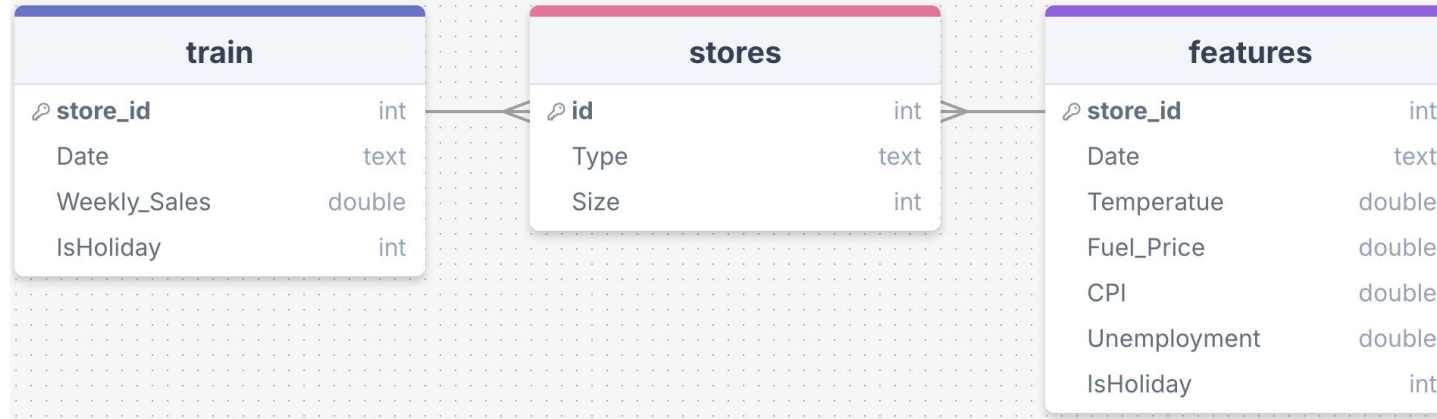 train
store_id int
Date text
Weekly_Sales double
IsHoliday int
stores
id int
Type text
Size int
features
store_id int
Date text
Temperatue double
Fuel_Price double
CPI double
Unemployment double
IsHoliday int